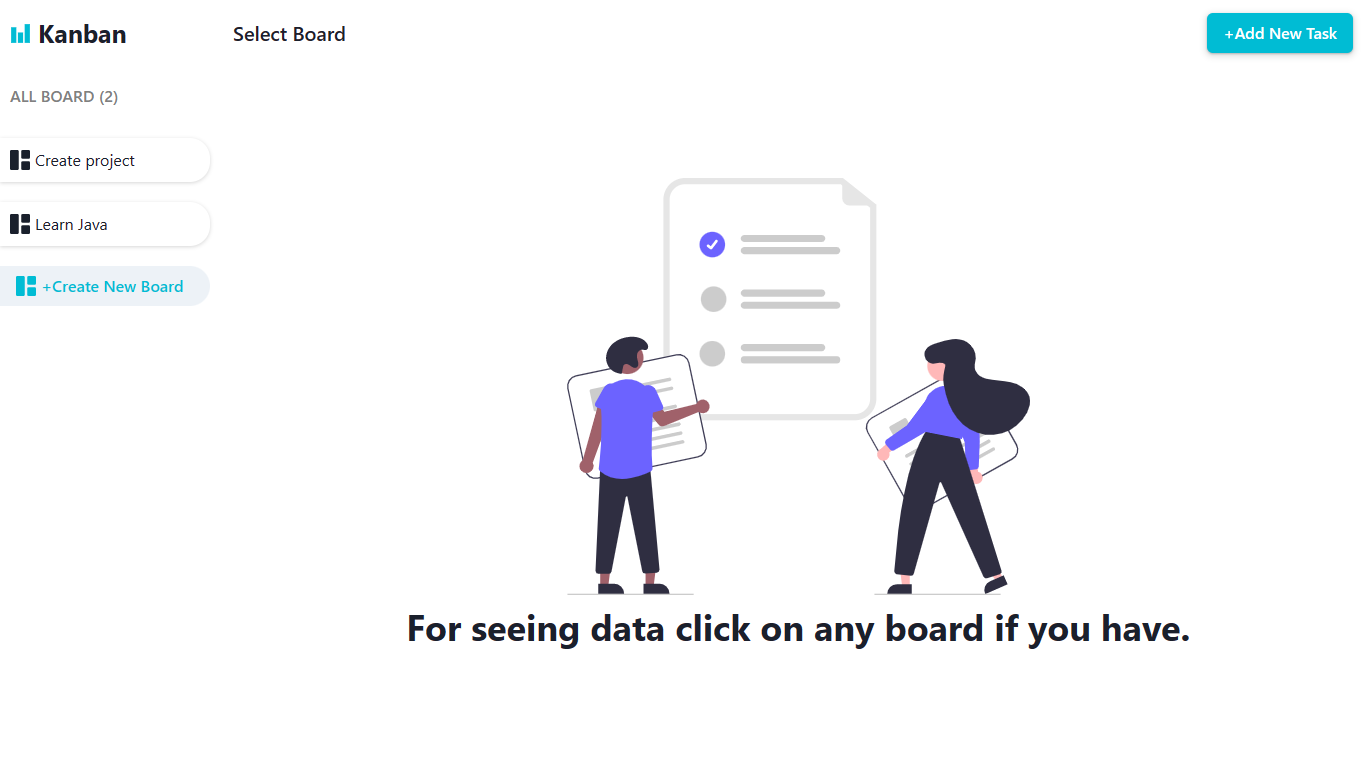 Kanban
Select Board
+Add New Task
ALL BOARD (2)
Create project
Learn Java
+Create New Board
For seeing data click on any board if you have.